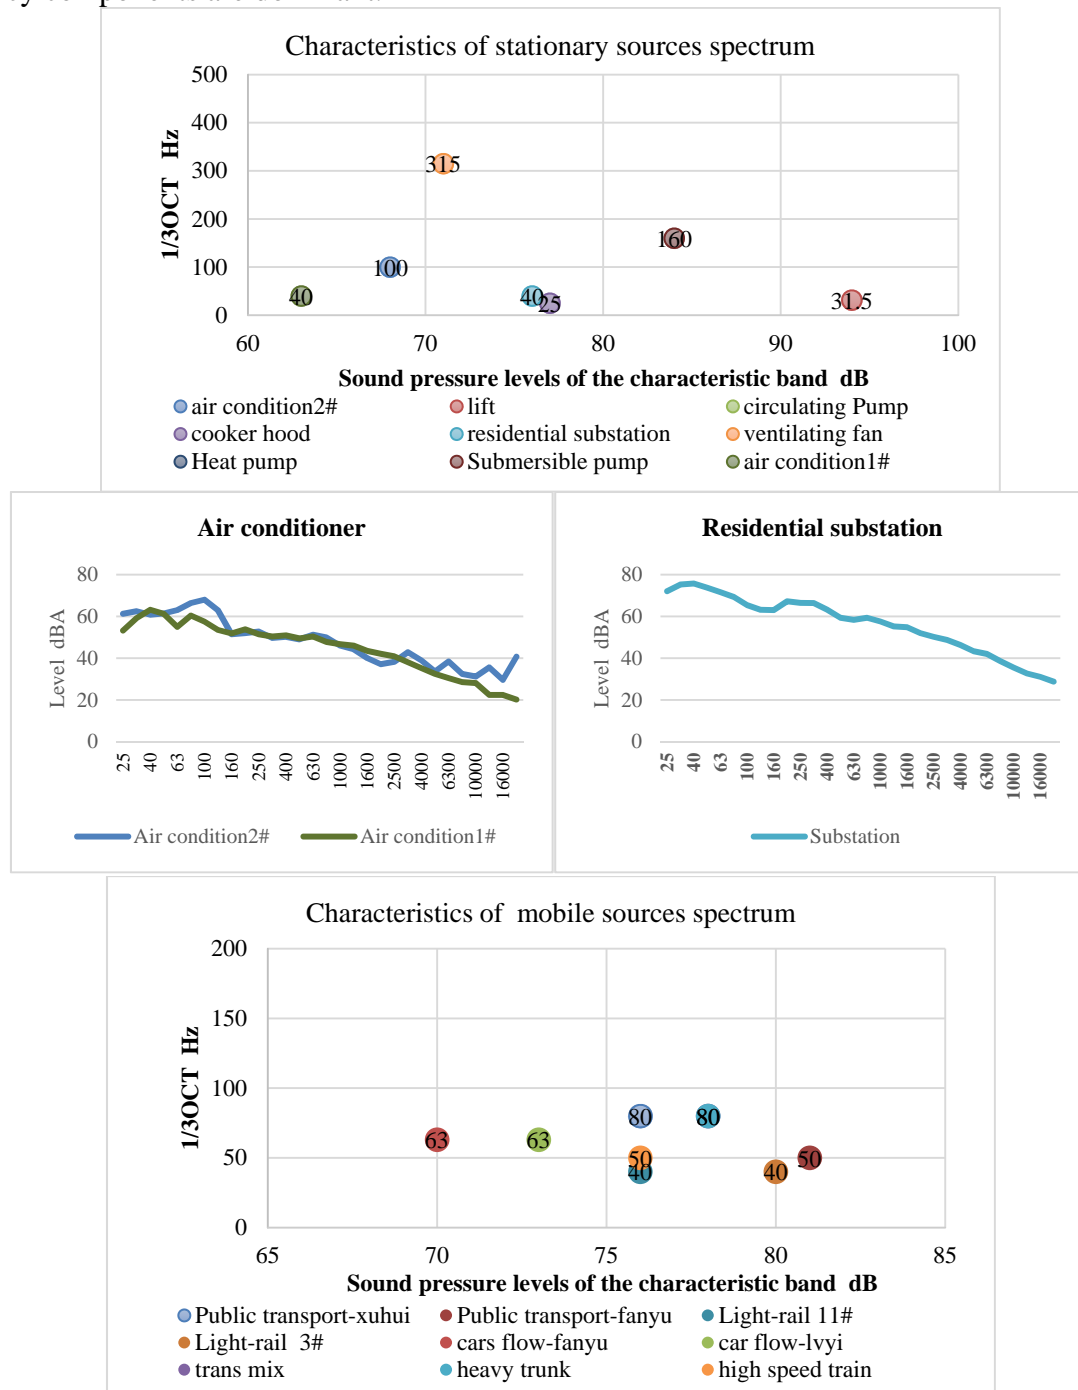 Characteristics of stationary sources spectrum
500
400
300
200
100
0
1/3OCT Hz
315
160
100
40
40
25
31.5
60 70 80 90 100
Sound pressure levels of the characteristic band dB
air condition2# lift circulating Pump
cooker hood residential substation ventilating fan
Heat pump Submersible pump air condition1#
Air conditioner
80
60
40
20
0
Level dBA
25 40 63 100 160 250 400 630 1000 1600 2500 4000 6300 10000 16000
Air condition2# Air condition1#
Residential substation
80
60
40
20
0
Level dBA
25 40 63 100 160 250 400 630 1000 1600 2500 4000 6300 10000 16000
Substation
Characteristics of mobile sources spectrum
200
150
100
50
0
1/3OCT Hz
80 80
63 63
50 50
40 40
65 70 75 80 85
Sound pressure levels of the characteristic band dB
Public transport-xuhui Public transport-fanyu Light-rail 11#
Light-rail 3# cars flow-fanyu car flow-lvyi
trans mix heavy trunk high speed train